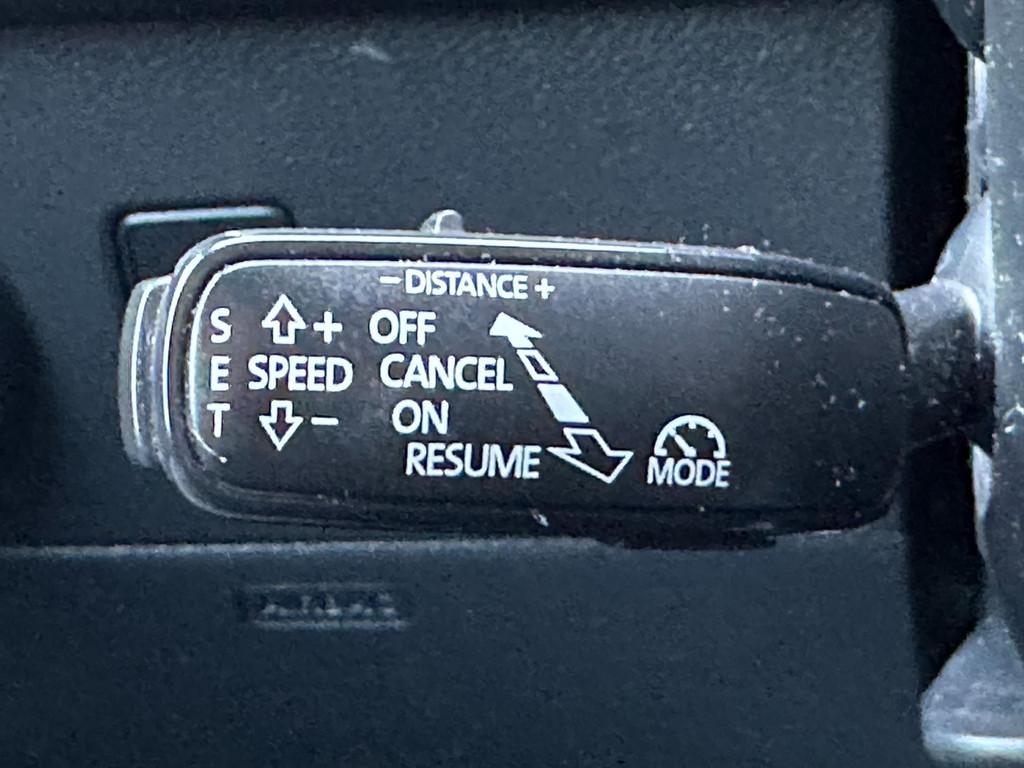 − DISTANCE +
S + OFF
E SPEED CANCEL
T − ON
RESUME
MODE